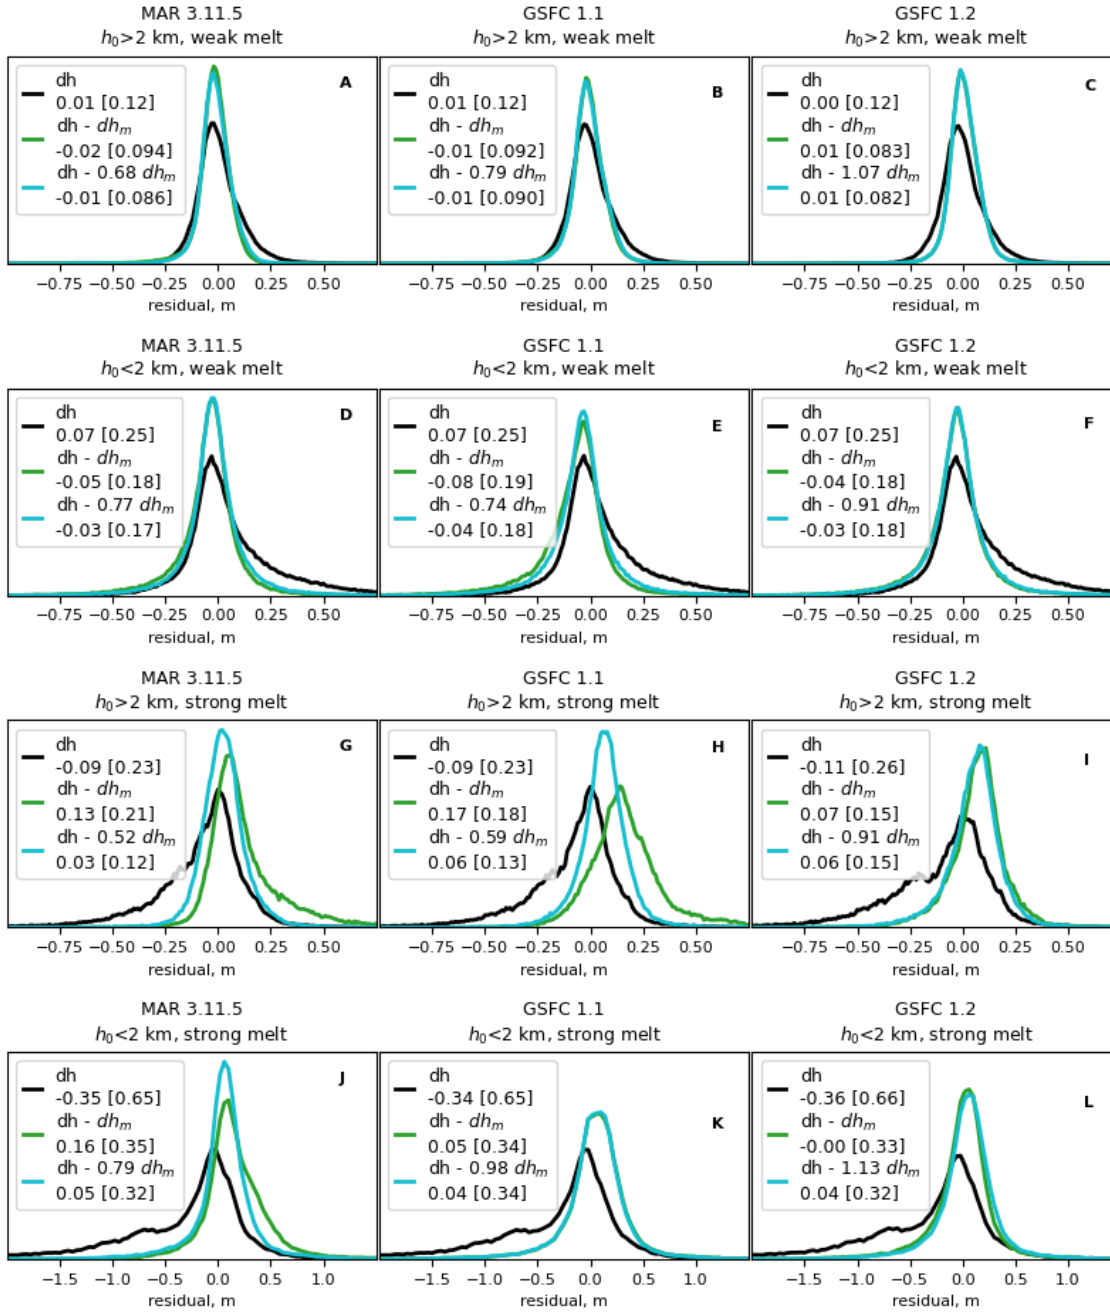 MAR 3.11.5
h₀>2 km, weak melt
GSFC 1.1
h₀>2 km, weak melt
GSFC 1.2
h₀>2 km, weak melt
dh
0.01 [0.12]
dh - dhₘ
-0.02 [0.094]
dh - 0.68 dhₘ
-0.01 [0.086]
A
dh
0.01 [0.12]
dh - dhₘ
-0.01 [0.092]
dh - 0.79 dhₘ
-0.01 [0.090]
B
dh
0.00 [0.12]
dh - dhₘ
0.01 [0.083]
dh - 1.07 dhₘ
0.01 [0.082]
C
−0.75 −0.50 −0.25 0.00 0.25 0.50
residual, m
−0.75 −0.50 −0.25 0.00 0.25 0.50
residual, m
−0.75 −0.50 −0.25 0.00 0.25 0.50
residual, m
MAR 3.11.5
h₀<2 km, weak melt
GSFC 1.1
h₀<2 km, weak melt
GSFC 1.2
h₀<2 km, weak melt
dh
0.07 [0.25]
dh - dhₘ
-0.05 [0.18]
dh - 0.77 dhₘ
-0.03 [0.17]
D
dh
0.07 [0.25]
dh - dhₘ
-0.08 [0.19]
dh - 0.74 dhₘ
-0.04 [0.18]
E
dh
0.07 [0.25]
dh - dhₘ
-0.04 [0.18]
dh - 0.91 dhₘ
-0.03 [0.18]
F
−0.75 −0.50 −0.25 0.00 0.25 0.50
residual, m
−0.75 −0.50 −0.25 0.00 0.25 0.50
residual, m
−0.75 −0.50 −0.25 0.00 0.25 0.50
residual, m
MAR 3.11.5
h₀>2 km, strong melt
GSFC 1.1
h₀>2 km, strong melt
GSFC 1.2
h₀>2 km, strong melt
dh
-0.09 [0.23]
dh - dhₘ
0.13 [0.21]
dh - 0.52 dhₘ
0.03 [0.12]
G
dh
-0.09 [0.23]
dh - dhₘ
0.17 [0.18]
dh - 0.59 dhₘ
0.06 [0.13]
H
dh
-0.11 [0.26]
dh - dhₘ
0.07 [0.15]
dh - 0.91 dhₘ
0.06 [0.15]
I
−0.75 −0.50 −0.25 0.00 0.25 0.50
residual, m
−0.75 −0.50 −0.25 0.00 0.25 0.50
residual, m
−0.75 −0.50 −0.25 0.00 0.25 0.50
residual, m
MAR 3.11.5
h₀<2 km, strong melt
GSFC 1.1
h₀<2 km, strong melt
GSFC 1.2
h₀<2 km, strong melt
dh
-0.35 [0.65]
dh - dhₘ
0.16 [0.35]
dh - 0.79 dhₘ
0.05 [0.32]
J
dh
-0.34 [0.65]
dh - dhₘ
0.05 [0.34]
dh - 0.98 dhₘ
0.04 [0.34]
K
dh
-0.36 [0.66]
dh - dhₘ
-0.00 [0.33]
dh - 1.13 dhₘ
0.04 [0.32]
L
−1.5 −1.0 −0.5 0.0 0.5 1.0
residual, m
−1.5 −1.0 −0.5 0.0 0.5 1.0
residual, m
−1.5 −1.0 −0.5 0.0 0.5 1.0
residual, m